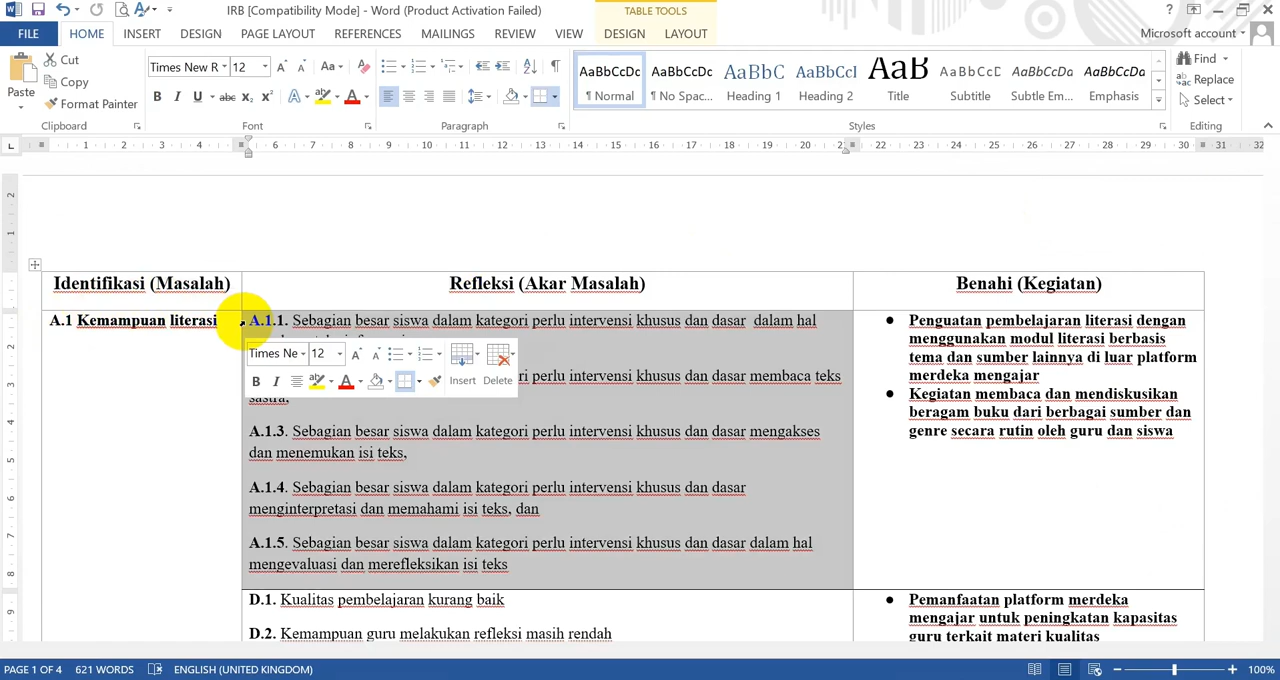 IRB [Compatibility Mode] - Word (Product Activation Failed)
TABLE TOOLS
FILE HOME INSERT DESIGN PAGE LAYOUT REFERENCES MAILINGS REVIEW VIEW DESIGN LAYOUT
Microsoft account
Paste
Cut
Copy
Format Painter
Clipboard
Times New R 12
Font
Paragraph
AaBbCcDc AaBbCcDc AaBbC AaBbCcI AaB AaBbCcD AaBbCcDa AaBbCcDa
¶ Normal ¶ No Spac... Heading 1 Heading 2 Title Subtitle Subtle Em... Emphasis
Styles
Find
Replace
Select
Editing
Identifikasi (Masalah) Refleksi (Akar Masalah) Benahi (Kegiatan)
A.1 Kemampuan literasi
A.1.1. Sebagian besar siswa dalam kategori perlu intervensi khusus dan dasar dalam hal
Times Ne 12
Insert Delete
intervensi khusus dan dasar membaca teks
sastra,
A.1.3. Sebagian besar siswa dalam kategori perlu intervensi khusus dan dasar mengakses
dan menemukan isi teks,
A.1.4. Sebagian besar siswa dalam kategori perlu intervensi khusus dan dasar
menginterpretasi dan memahami isi teks, dan
A.1.5. Sebagian besar siswa dalam kategori perlu intervensi khusus dan dasar dalam hal
mengevaluasi dan merefleksikan isi teks
D.1. Kualitas pembelajaran kurang baik
D.2. Kemampuan guru melakukan refleksi masih rendah
● Penguatan pembelajaran literasi dengan
menggunakan modul literasi berbasis
tema dan sumber lainnya di luar platform
merdeka mengajar
● Kegiatan membaca dan mendiskusikan
beragam buku dari berbagai sumber dan
genre secara rutin oleh guru dan siswa
● Pemanfaatan platform merdeka
mengajar untuk peningkatan kapasitas
guru terkait materi kualitas
PAGE 1 OF 4 621 WORDS ENGLISH (UNITED KINGDOM) 100%